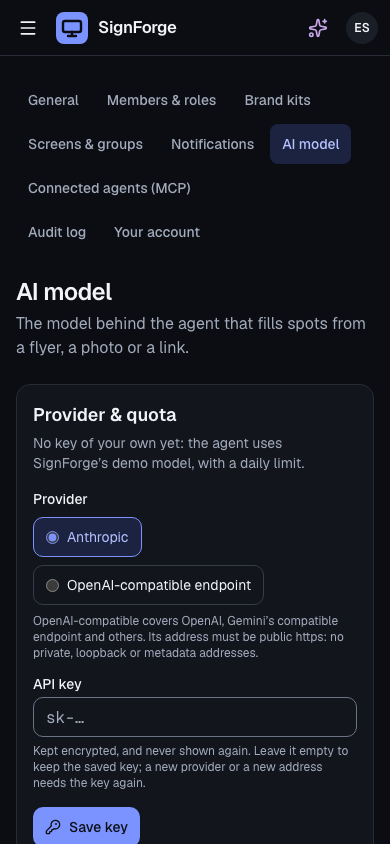 SignForge
ES
General Members & roles Brand kits
Screens & groups Notifications AI model
Connected agents (MCP)
Audit log Your account
AI model
The model behind the agent that fills spots from
a flyer, a photo or a link.
Provider & quota
No key of your own yet: the agent uses
SignForge's demo model, with a daily limit.
Provider
Anthropic
OpenAI-compatible endpoint
OpenAI-compatible covers OpenAI, Gemini's compatible
endpoint and others. Its address must be public https: no
private, loopback or metadata addresses.
API key
sk-…
Kept encrypted, and never shown again. Leave it empty to
keep the saved key; a new provider or a new address
needs the key again.
Save key